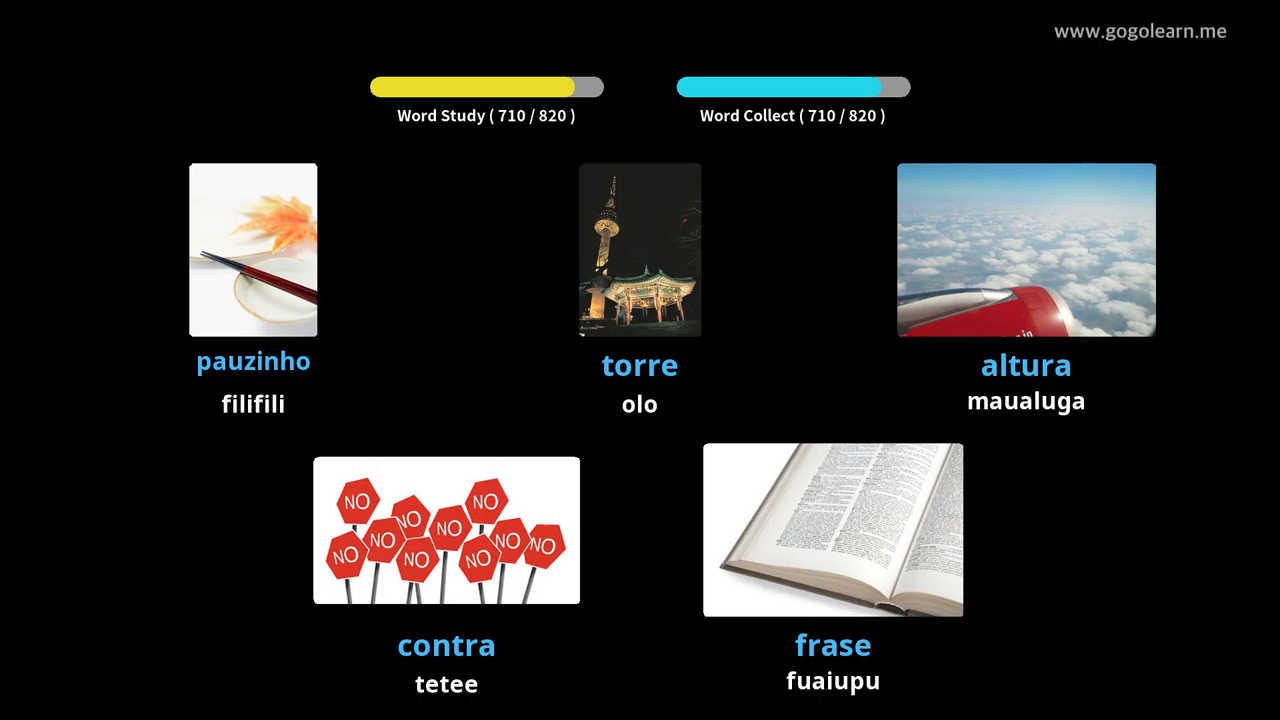 www.gogolearn.me
Word Study ( 710 / 820 )
Word Collect ( 710 / 820 )
pauzinho
filifili
torre
olo
altura
maualuga
NO
NO
NO
NO
NO
NO
NO
NO
NO
NO
contra
tetee
frase
fuaiupu